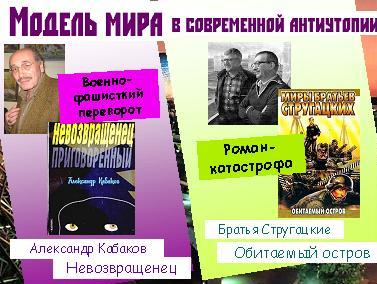 Модель мира в современной антиутопии
Военно-
фашисткий
переворот
Невозвращенец
ПРИГОВОРЕННЫЙ
Александр Кабаков
Александр Кабаков
Невозвращенец
МИРЫ БРАТЬЕВ
СТРУГАЦКИХ
Роман-
катастрофа
ОБИТАЕМЫЙ ОСТРОВ
Братья Стругацкие
Обитаемый остров